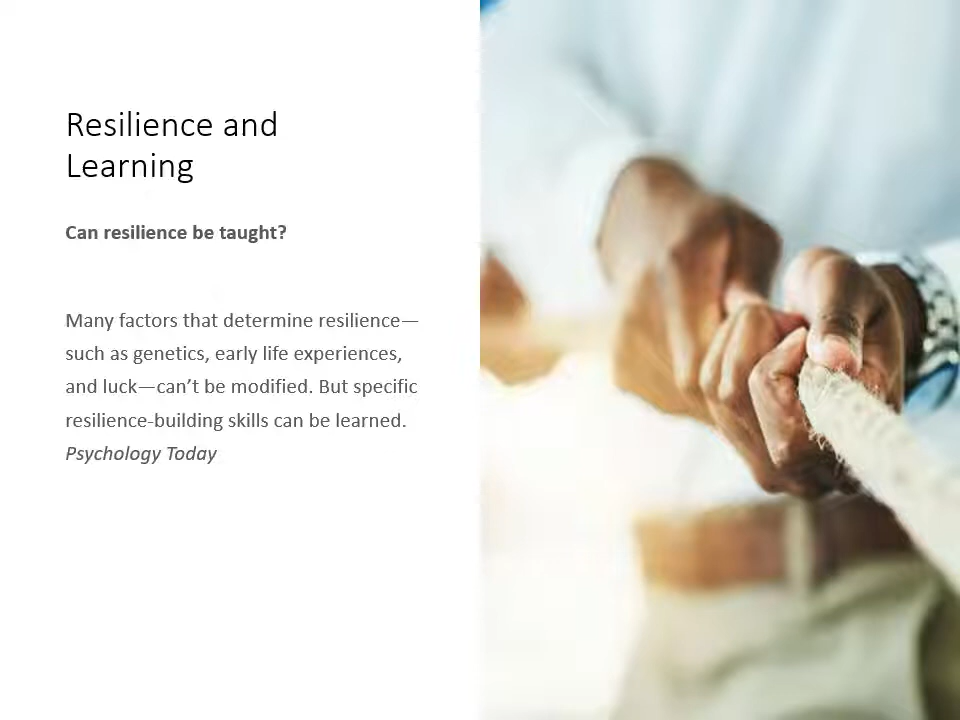 Resilience and
Learning
Can resilience be taught?
Many factors that determine resilience—
such as genetics, early life experiences,
and luck—can’t be modified. But specific
resilience-building skills can be learned.
Psychology Today